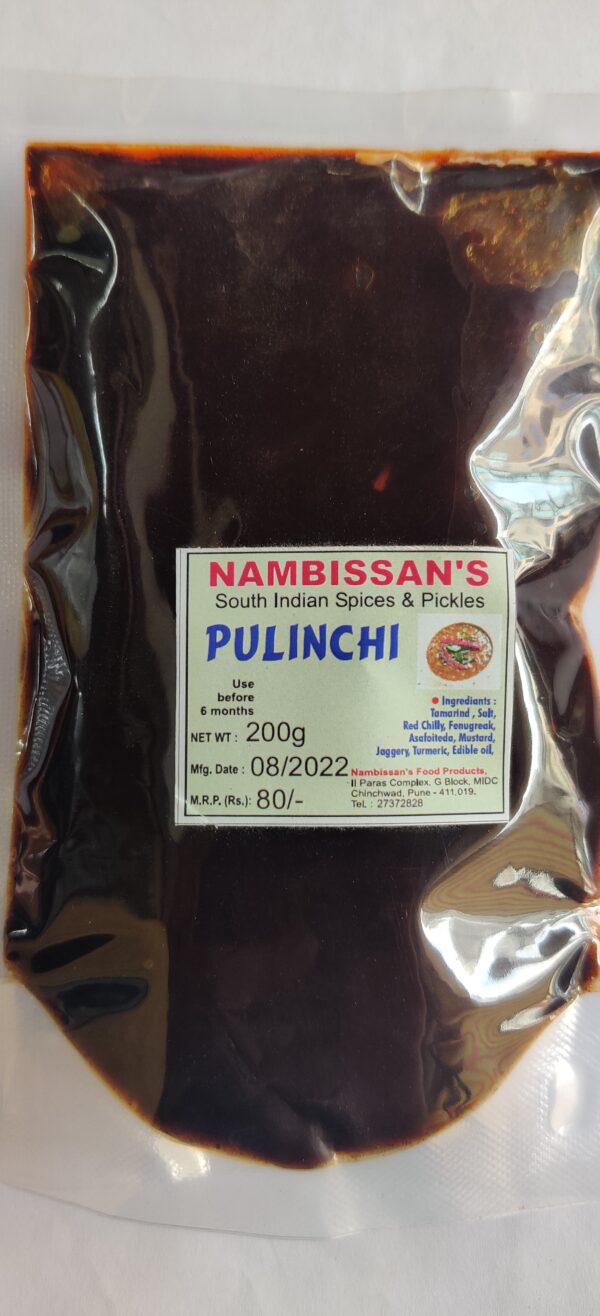 NAMBISSAN'S
South Indian Spices & Pickles
PULINCHI
Use
before
6 months
NET WT : 200g
Mfg. Date : 08/2022
M.R.P. (Rs.): 80/-
Ingrediants :
Tamarind , Salt,
Red Chilly, Fenugreak,
Asafoiteda, Mustard,
Jaggery, Turmeric, Edible oil,
Nambissan's Food Products,
II Paras Complex, G Block, MIDC
Chinchwad, Pune - 411.019.
Tel. : 27372828